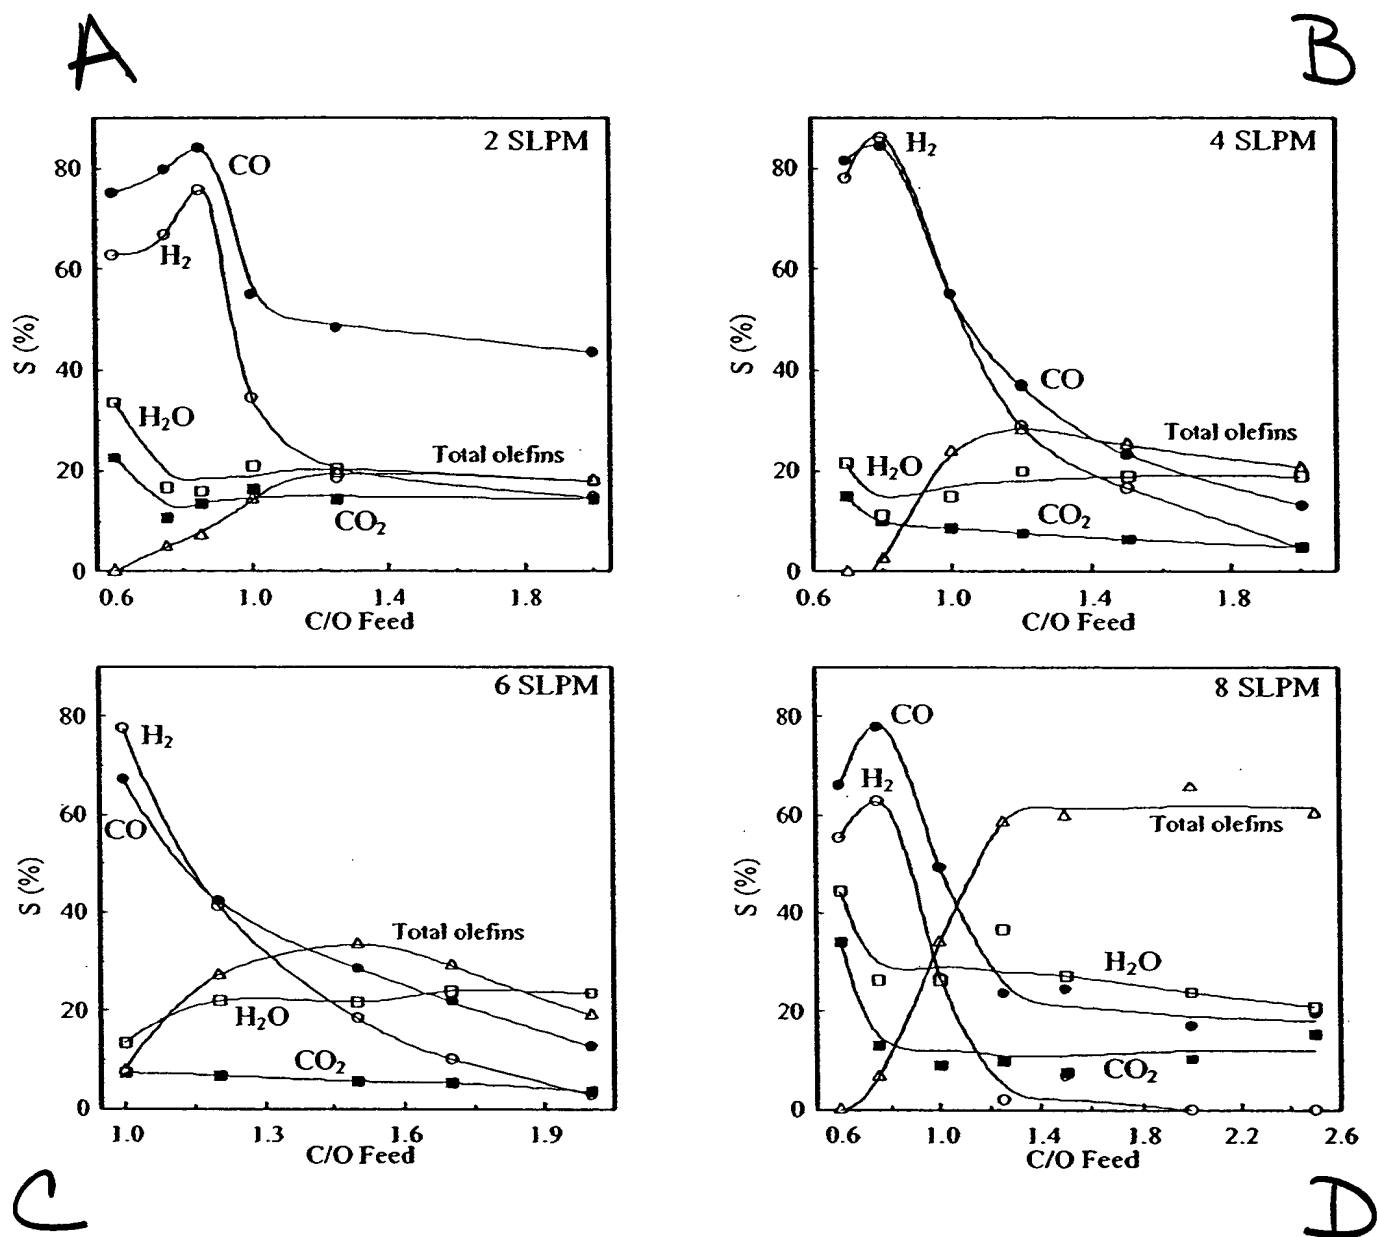 A
B
2 SLPM
CO
H₂
H₂O
Total olefins
CO₂
S (%)
80
60
40
20
0
0.6 1.0 1.4 1.8
C/O Feed
4 SLPM
H₂
CO
Total olefins
H₂O
CO₂
S (%)
80
60
40
20
0
0.6 1.0 1.4 1.8
C/O Feed
6 SLPM
H₂
CO
Total olefins
H₂O
CO₂
S (%)
80
60
40
20
0
1.0 1.3 1.6 1.9
C/O Feed
8 SLPM
CO
H₂
Total olefins
H₂O
CO₂
S (%)
80
60
40
20
0
0.6 1.0 1.4 1.8 2.2 2.6
C/O Feed
C
D